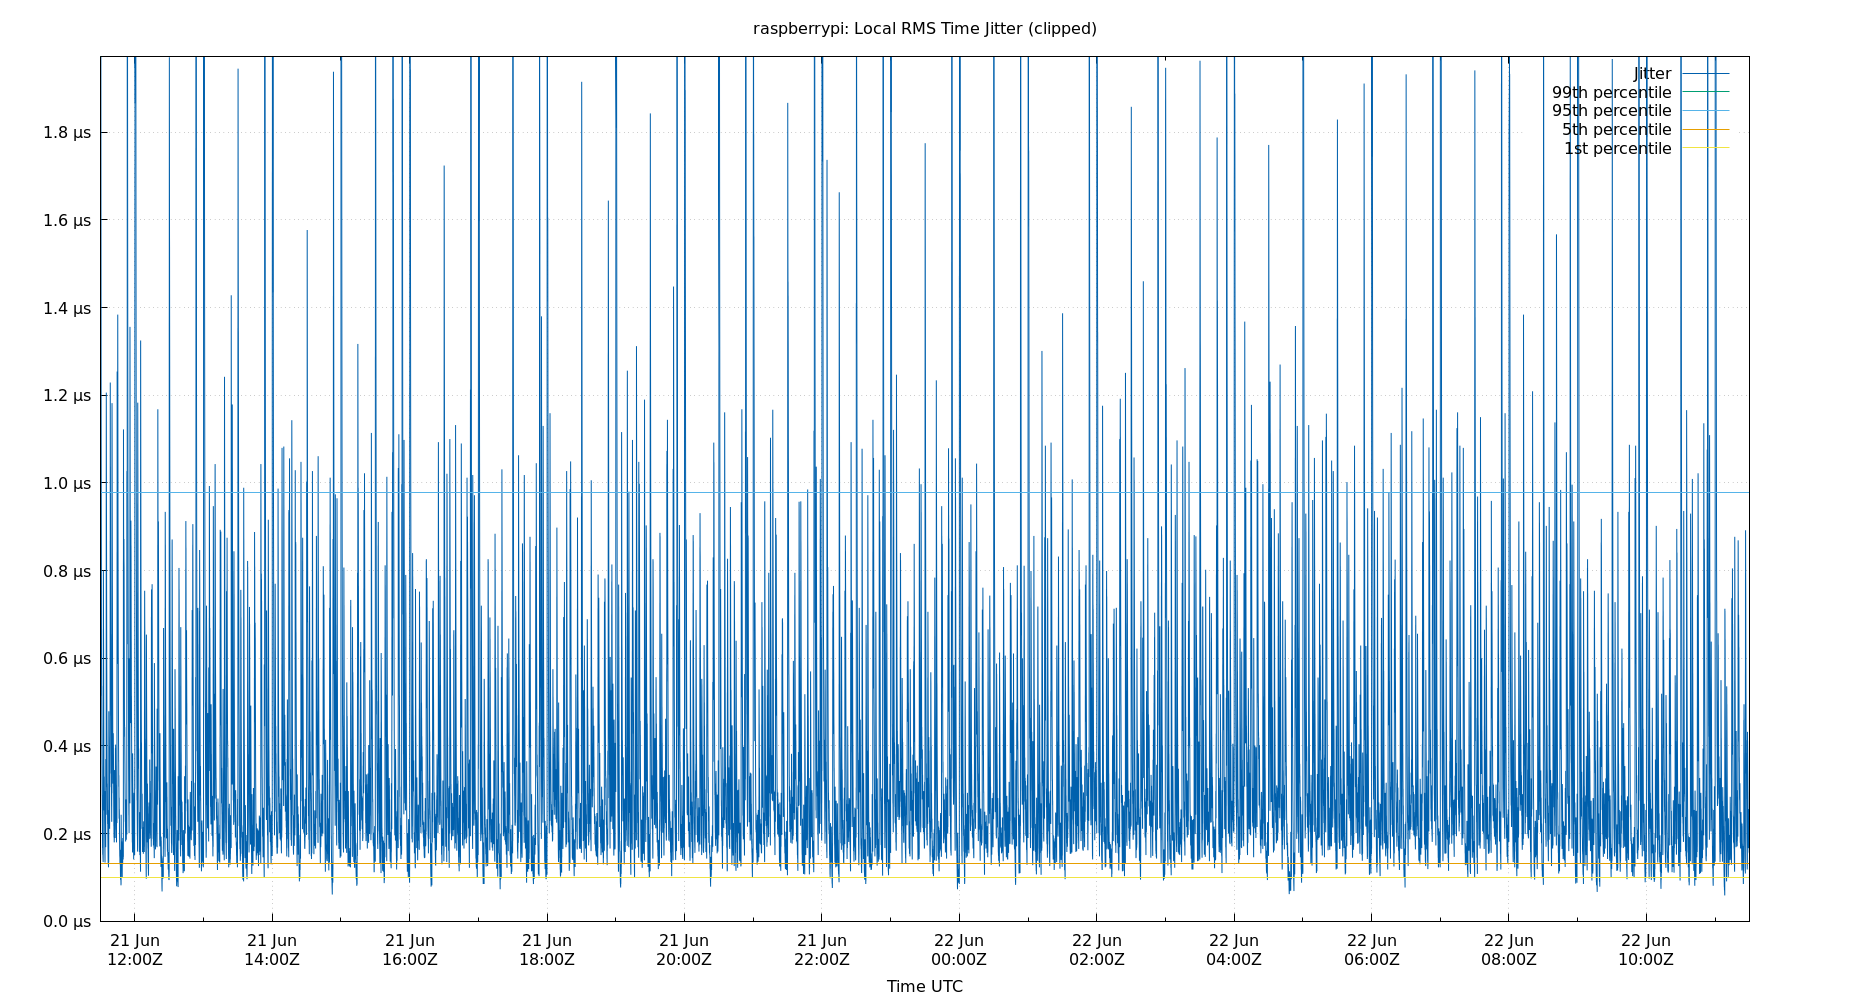 raspberrypi: Local RMS Time Jitter (clipped)
Jitter
99th percentile
95th percentile
5th percentile
1st percentile
1.8 µs
1.6 µs
1.4 µs
1.2 µs
1.0 µs
0.8 µs
0.6 µs
0.4 µs
0.2 µs
0.0 µs
21 Jun 21 Jun 21 Jun 21 Jun 21 Jun 21 Jun 22 Jun 22 Jun 22 Jun 22 Jun 22 Jun 22 Jun
12:00Z 14:00Z 16:00Z 18:00Z 20:00Z 22:00Z 00:00Z 02:00Z 04:00Z 06:00Z 08:00Z 10:00Z
Time UTC